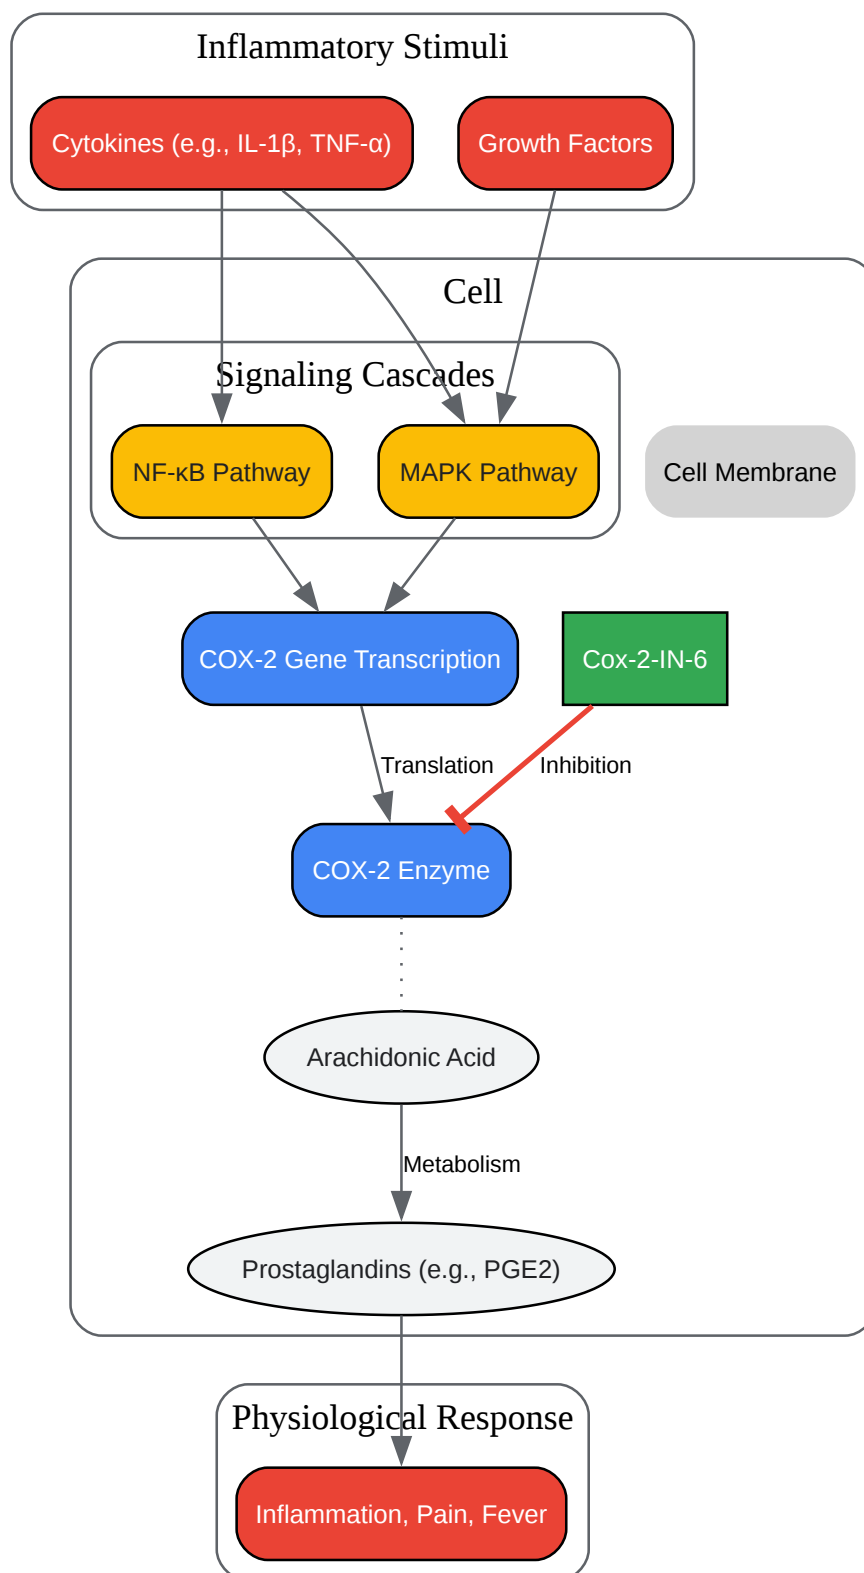 Inflammatory Stimuli
Cytokines (e.g., IL-1β, TNF-α)
Growth Factors
Cell
Signaling Cascades
NF-κB Pathway
MAPK Pathway
Cell Membrane
COX-2 Gene Transcription
Cox-2-IN-6
Translation
Inhibition
COX-2 Enzyme
Arachidonic Acid
Metabolism
Prostaglandins (e.g., PGE2)
Physiological Response
Inflammation, Pain, Fever